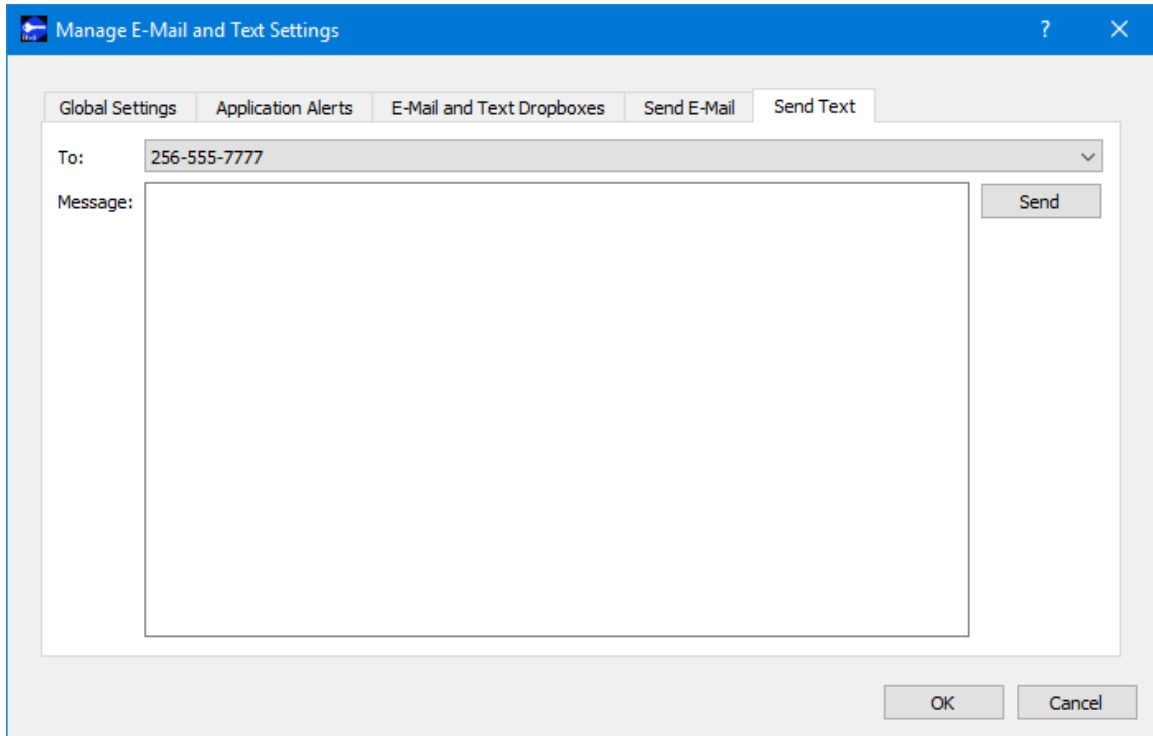 Manage E-Mail and Text Settings ?
Global Settings Application Alerts E-Mail and Text Dropboxes Send E-Mail Send Text
To: 256-555-7777
Message: Send
OK Cancel